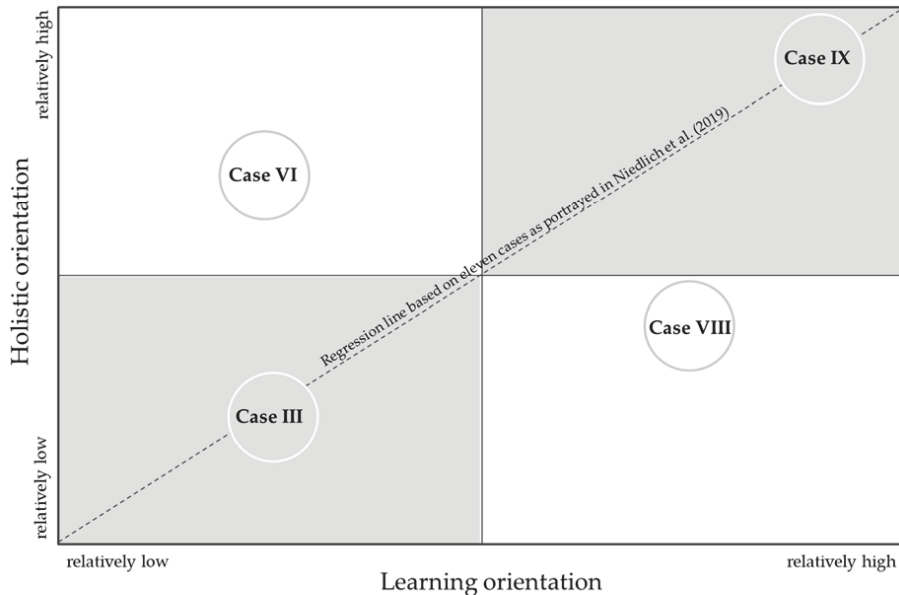 relatively high
Case IX
Regression line based on eleven cases as portrayed in Niedlich et al. (2019)
Case VI
Holistic orientation
Case VIII
Case III
relatively low
relatively low
relatively high
Learning orientation